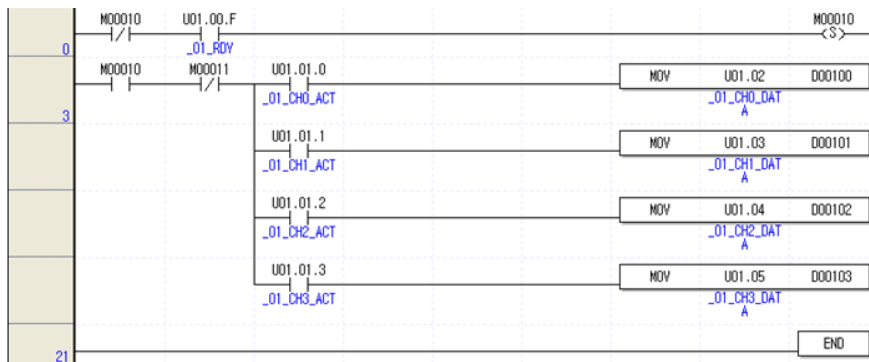 M00010 U01.00.F M00010
(S)
0 _01_RDY
M00010 M00011 U01.01.0 MOV U01.02 D00100
_01_CH0_ACT _01_CH0_DAT
A
3
U01.01.1 MOV U01.03 D00101
_01_CH1_ACT _01_CH1_DAT
A
U01.01.2 MOV U01.04 D00102
_01_CH2_ACT _01_CH2_DAT
A
U01.01.3 MOV U01.05 D00103
_01_CH3_ACT _01_CH3_DAT
A
END
21